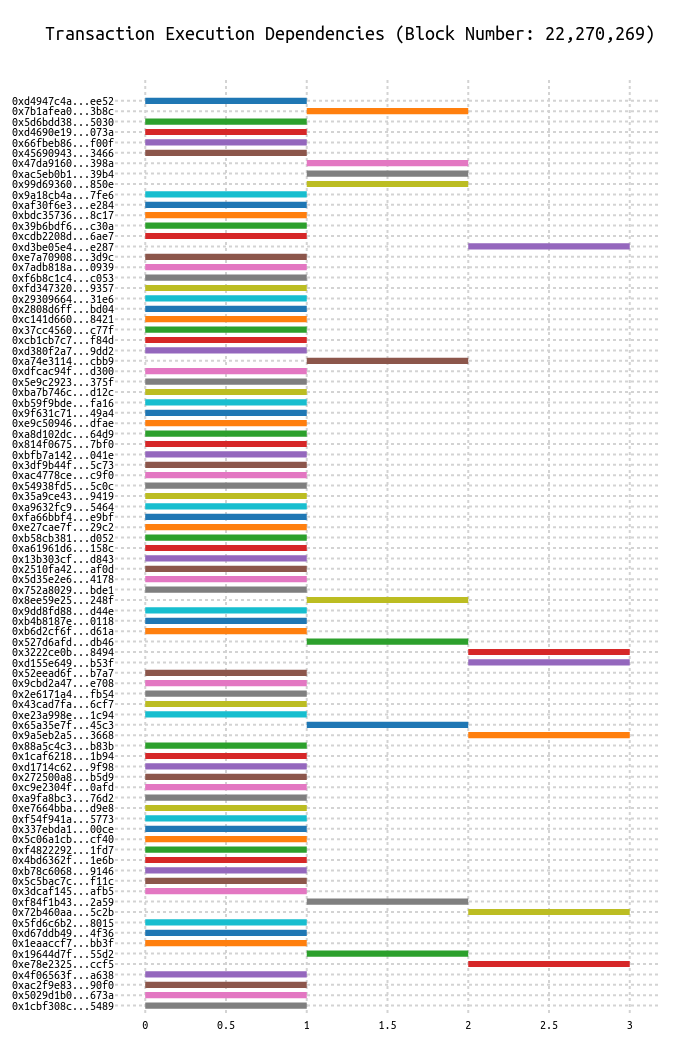 Transaction Execution Dependencies (Block Number: 22,270,269)
0xd4947c4a...ee52
0x7b1afea0...3b8c
0x5d6bdd38...5030
0xd4690e19...073a
0x66fbeb86...f00f
0x45690943...3466
0x47da9160...398a
0xac5eb0b1...39b4
0x99d69360...850e
0x9a18cb4a...7fe6
0xaf30f6e3...e284
0xbdc35736...8c17
0x39b6bdf6...c30a
0xcdb2208d...6ae7
0xd3be05e4...e287
0xe7a70908...3d9c
0x7adb818a...0939
0xf6b8c1c4...c053
0xfd347320...9357
0x29309664...31e6
0x2808d6ff...bd04
0xc141d660...8421
0x37cc4560...c77f
0xcb1cb7c7...f84d
0xd380f2a7...9dd2
0xa74e3114...cbb9
0xdfcac94f...d300
0x5e9c2923...375f
0xba7b746c...d12c
0xb59f9bde...fa16
0x9f631c71...49a4
0xe9c50946...dfae
0xa8d102dc...64d9
0x814f0675...7bf0
0xbfb7a142...041e
0x3df9b44f...5c73
0xac4778ce...c9f0
0x54938fd5...5c0c
0x35a9ce43...9419
0xa9632fc9...5464
0xfa66bbf4...e9bf
0xe27cae7f...29c2
0xb58cb381...d052
0xa61961d6...158c
0x13b303cf...d843
0x2510fa42...af0d
0x5d35e2e6...4178
0x752a8029...bde1
0x8ee59e25...248f
0x9dd8fd88...d44e
0xb4b8187e...0118
0xb6d2cf6f...d61a
0x527d6afd...db46
0x3222ce0b...8494
0xd155e649...b53f
0x52eead6f...b7a7
0x9cbd2a47...e708
0x2e6171a4...fb54
0x43cad7fa...6cf7
0xe23a998e...1c94
0x65a35e7f...45c3
0x9a5eb2a5...3668
0x88a5c4c3...b83b
0x1caf6218...1b94
0xd1714c62...9f98
0x272500a8...b5d9
0xc9e2304f...0afd
0xa9fa8bc3...76d2
0xe7664bba...d9e8
0xf54f941a...5773
0x337ebda1...00ce
0x5c06a1cb...cf40
0xf4822292...1fd7
0x4bd6362f...1e6b
0xb78c6068...9146
0x5c5bac7c...f11c
0x3dcaf145...afb5
0xf84f1b43...2a59
0x72b460aa...5c2b
0x5fd6c6b2...8015
0xd67ddb49...4f36
0x1eaaccf7...bb3f
0x19644d7f...55d2
0xe78e2325...ccf5
0x4f06563f...a638
0xac2f9e83...90f0
0x5029d1b0...673a
0x1cbf308c...5489
0 0.5 1 1.5 2 2.5 3